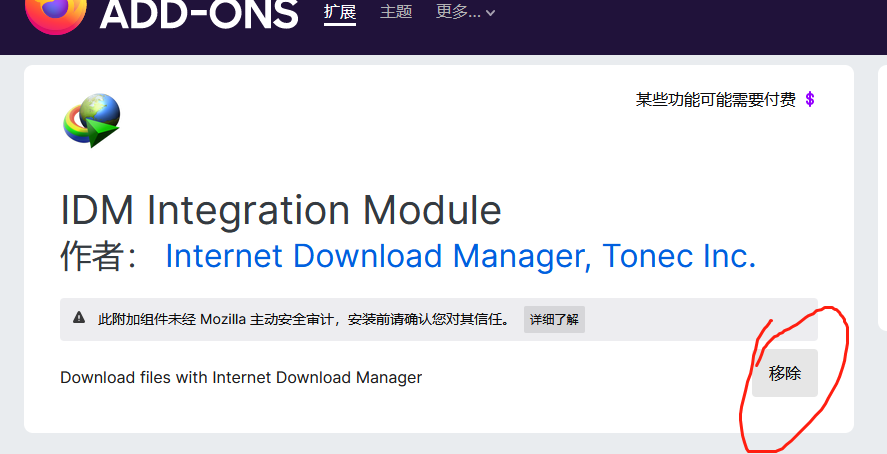 ADD-ONS 扩展 主题 更多...
某些功能可能需要付费 $
IDM Integration Module
作者： Internet Download Manager, Tonec Inc.
此附加组件未经 Mozilla 主动安全审计，安装前请确认您对其信任。 详细了解
Download files with Internet Download Manager
移除